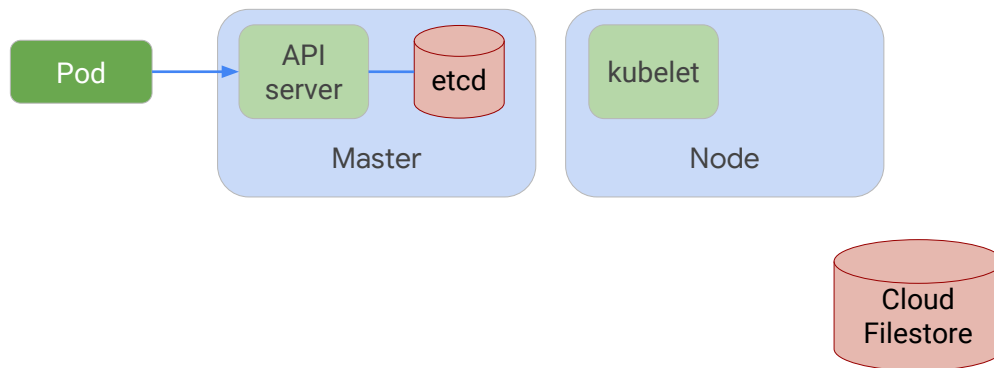 Pod
API
server
etcd
kubelet
Master
Node
Cloud
Filestore